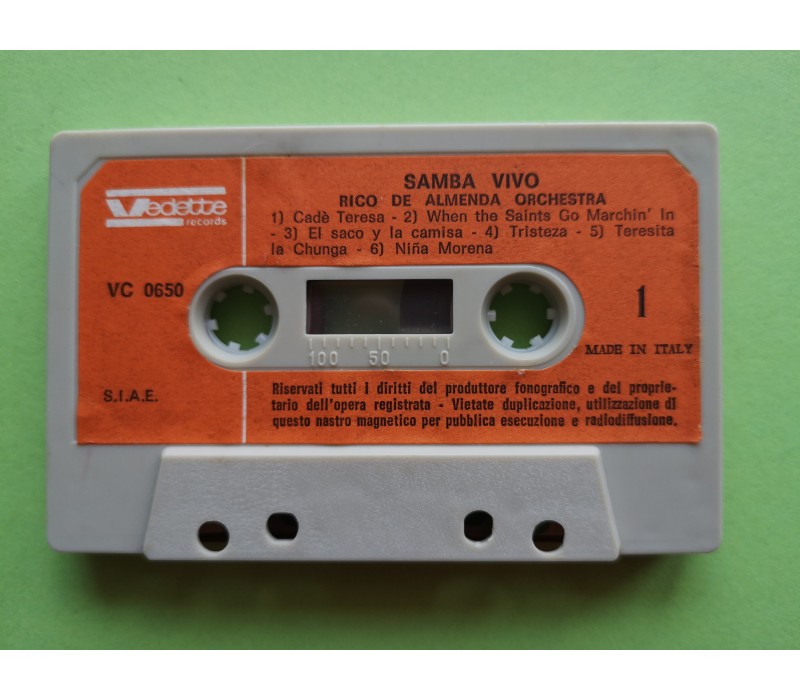 Vedette
records
SAMBA VIVO
RICO DE ALMENDA ORCHESTRA
1) Cadè Teresa - 2) When the Saints Go Marchin' In
- 3) El saco y la camisa - 4) Tristeza - 5) Teresita
la Chunga - 6) Niña Morena
VC 0650
1
100 50 0
MADE IN ITALY
S.I.A.E.
Riservati tutti i diritti del produttore fonografico e del proprie-
tario dell'opera registrata - Vietate duplicazione, utilizzazione di
questo nastro magnetico per pubblica esecuzione e radiodiffusione.